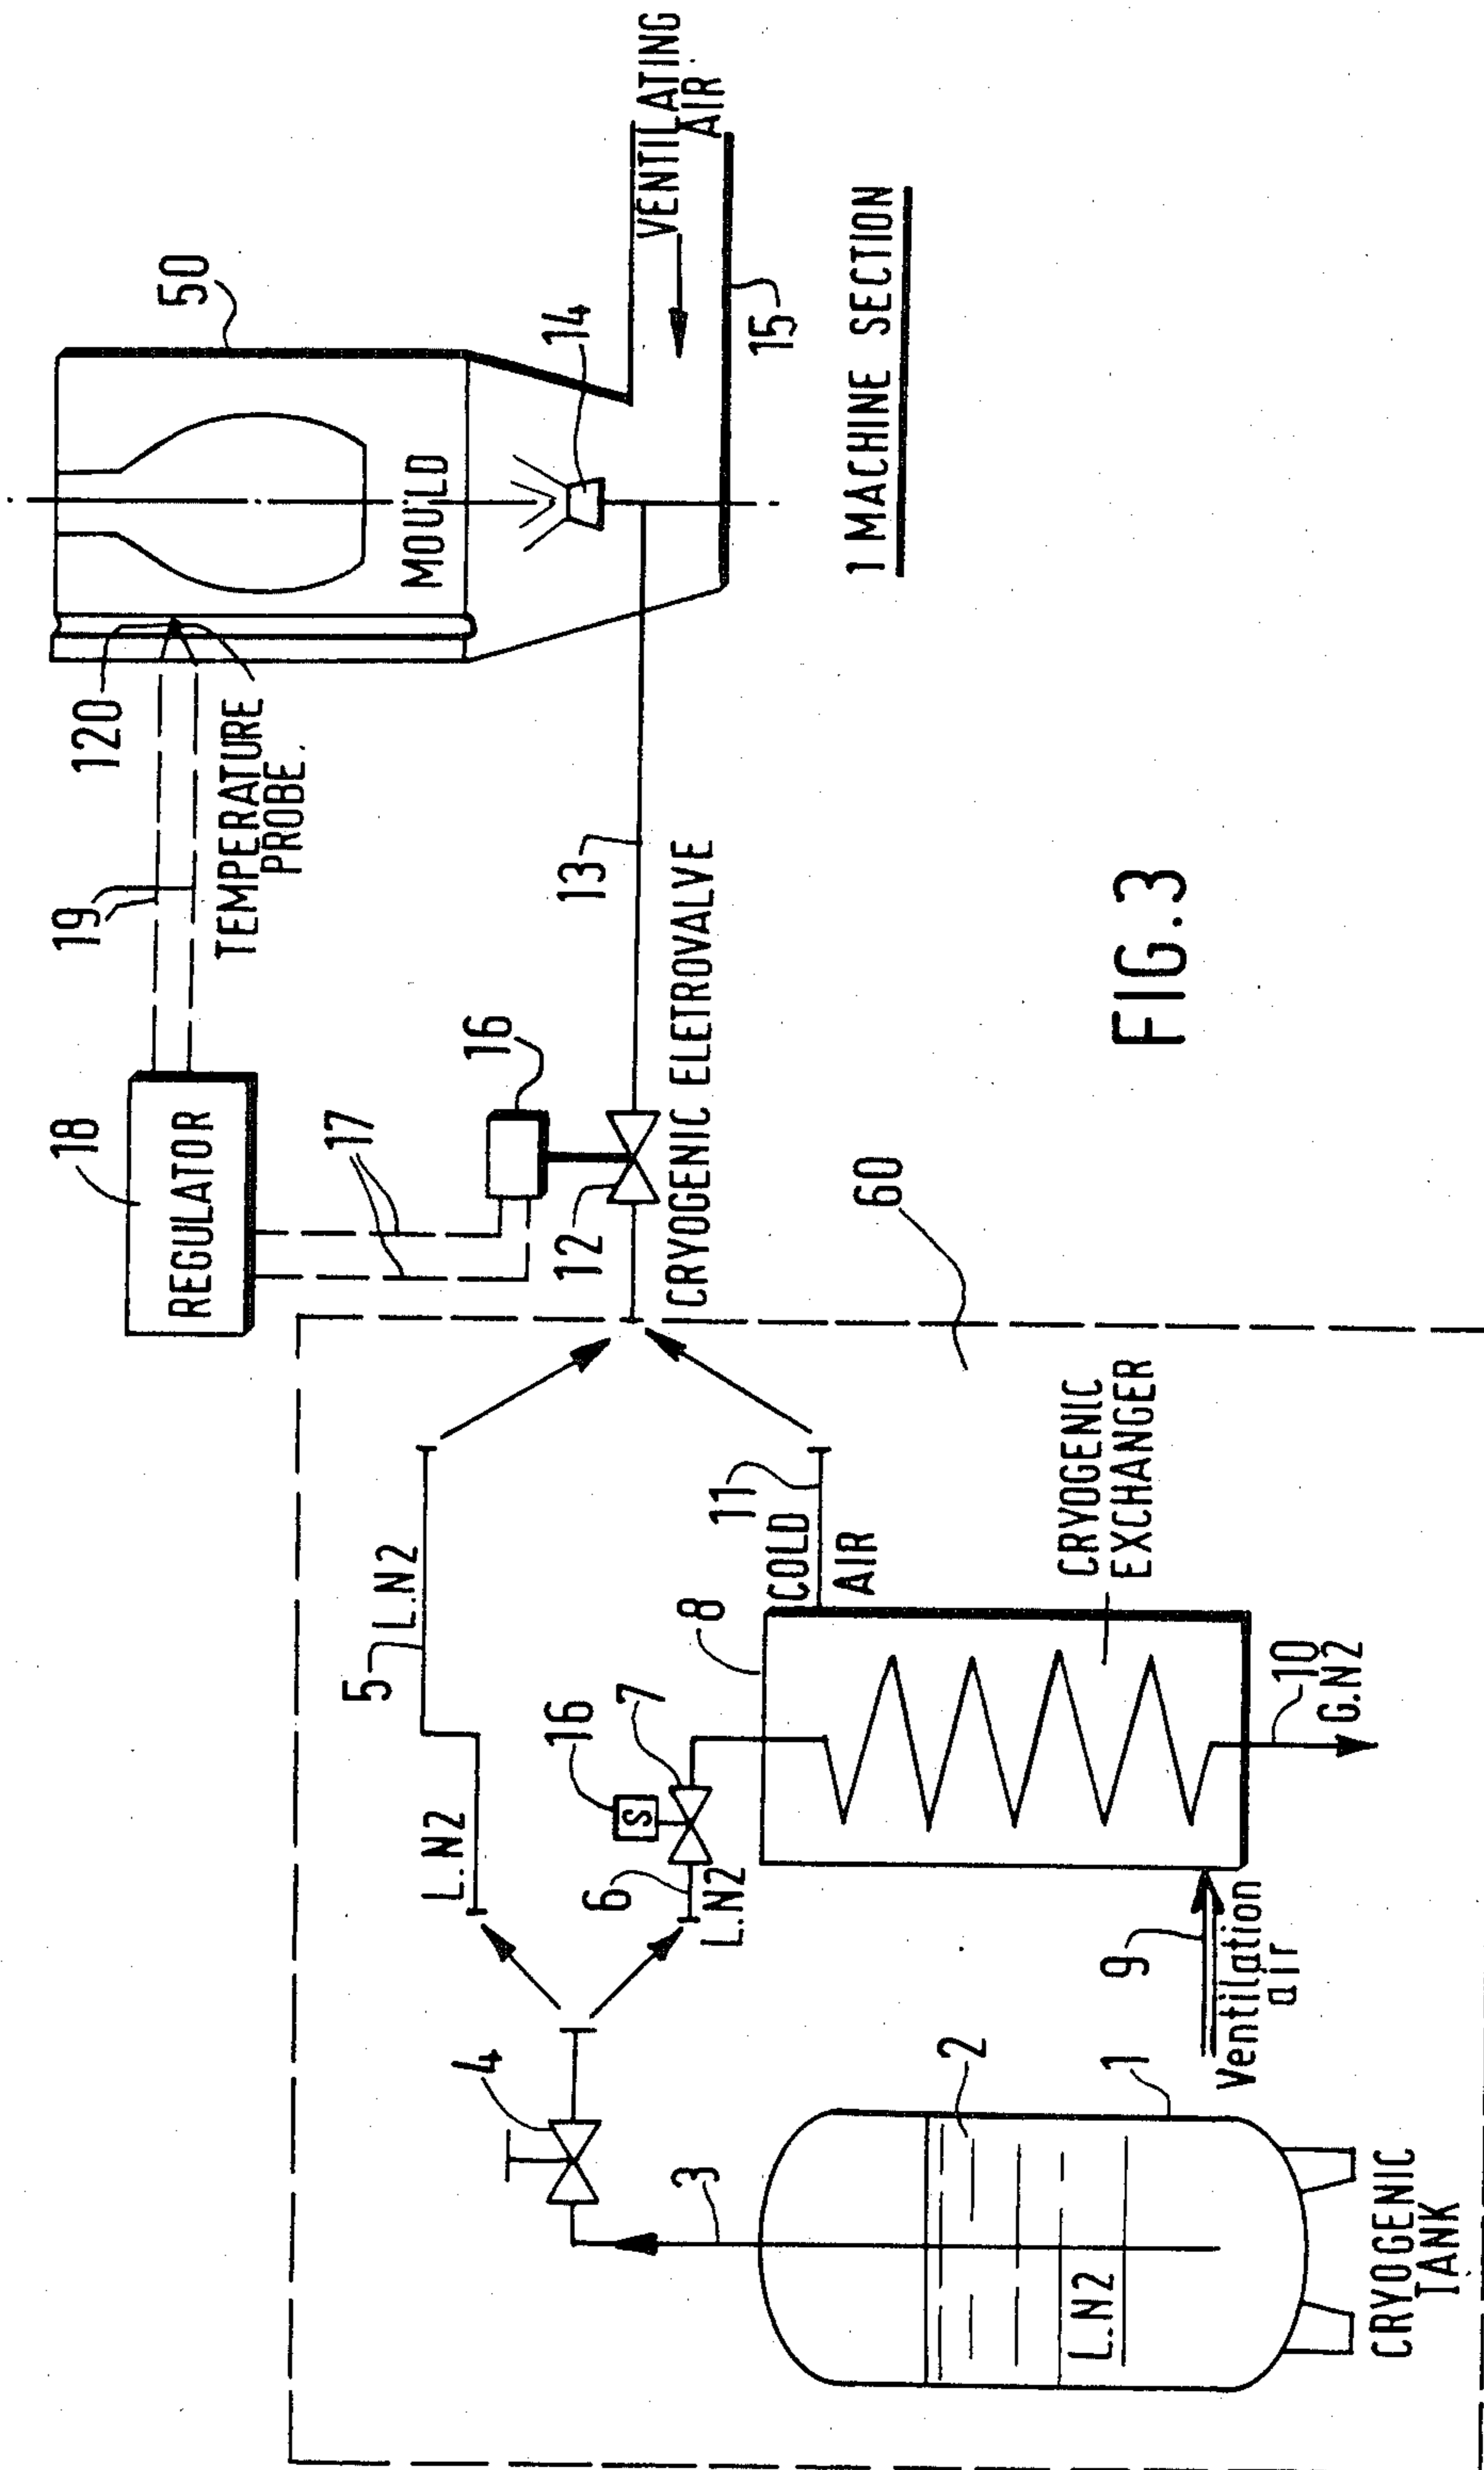 18
REGULATOR
19
120
TEMPERATURE
PROBE.
50
MOULD
14
VENTILATING
AIR
15
1 MACHINE SECTION
17
16
12
13
CRYOGENIC ELETROVALVE
60
5
L.N2
L.N2
4
16
7
6
L.N2
8
11
COLD
AIR
CRYOGENIC
EXCHANGER
S
10
G.N2
9
Ventilation
air
3
2
1
L.N2
CRYOGENIC
TANK
FIG. 3